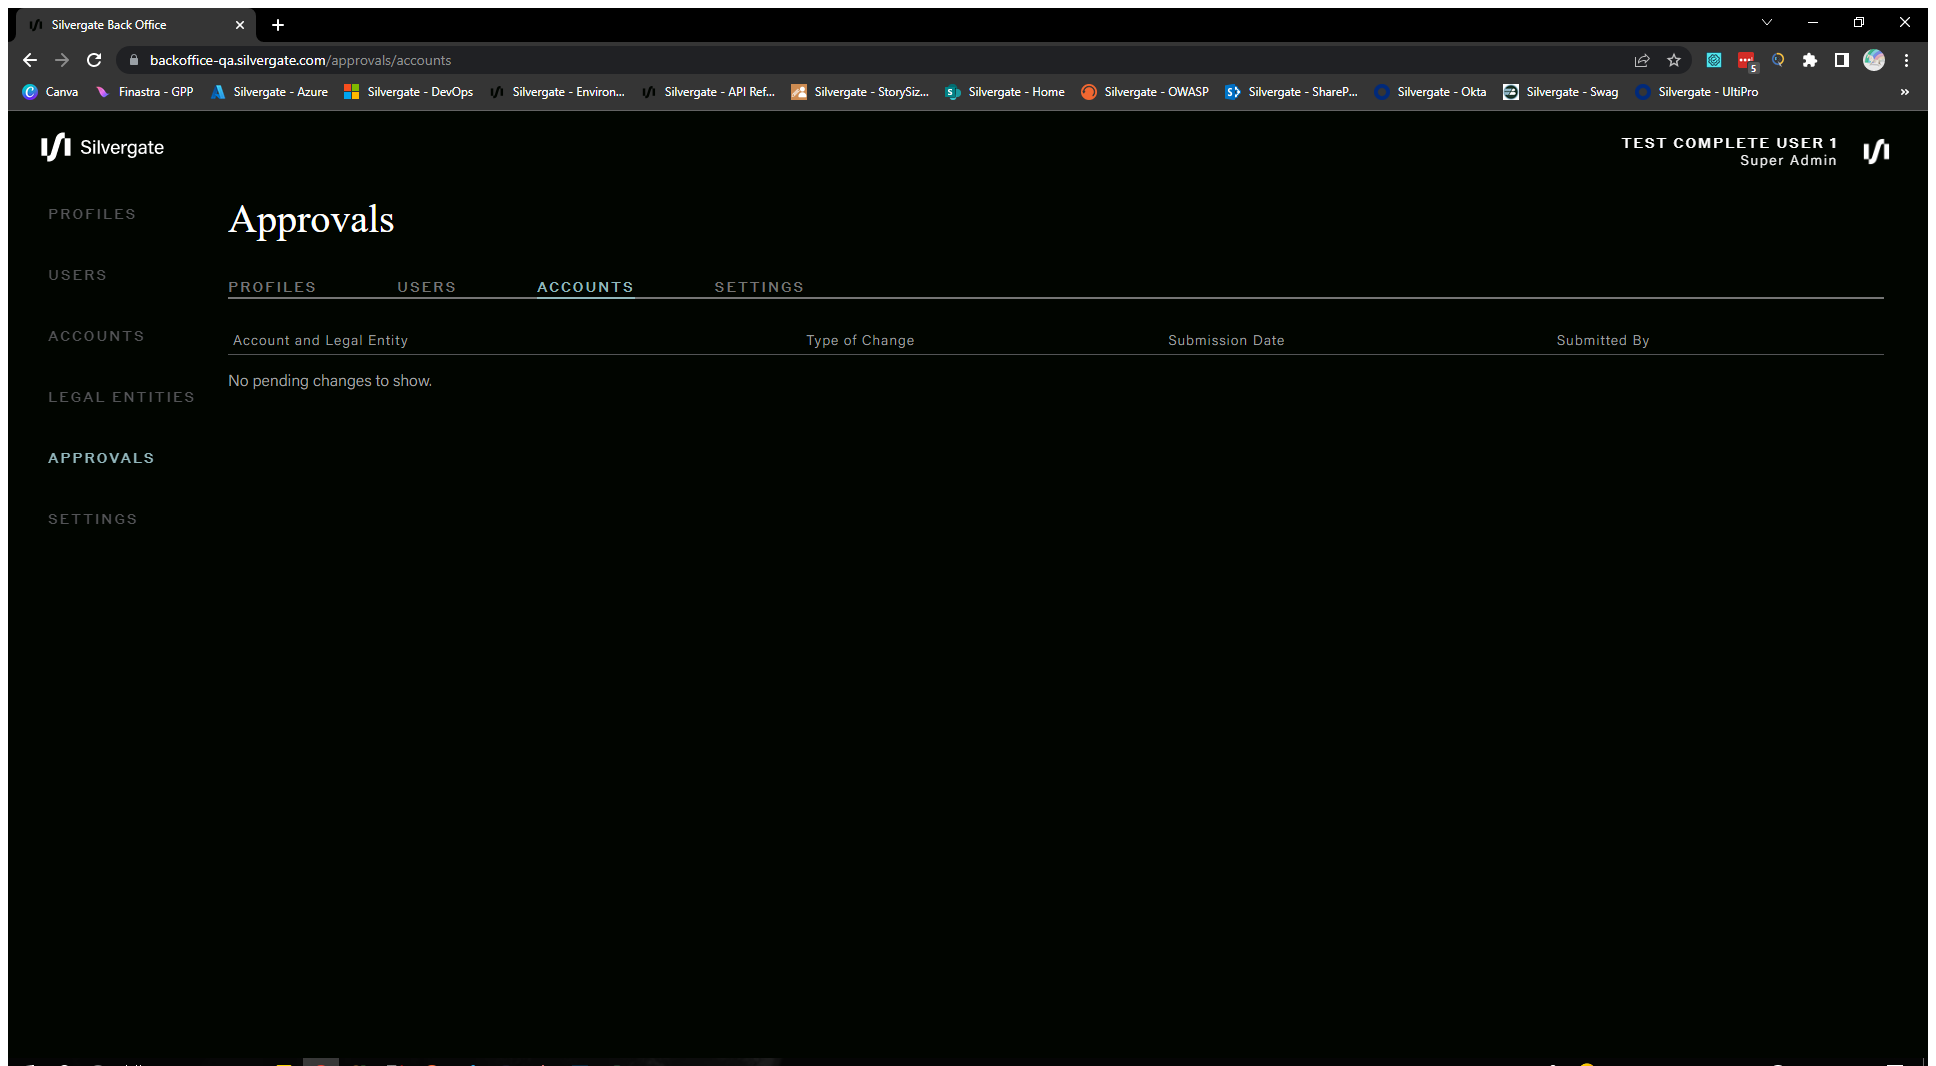 Silvergate Back Office
backoffice-qa.silvergate.com/approvals/accounts
5
Canva Finastra - GPP Silvergate - Azure Silvergate - DevOps Silvergate - Environ... Silvergate - API Ref... Silvergate - StorySiz... Silvergate - Home Silvergate - OWASP Silvergate - ShareP... Silvergate - Okta Silvergate - Swag Silvergate - UltiPro »
Silvergate
TEST COMPLETE USER 1
Super Admin
PROFILES
USERS
ACCOUNTS
LEGAL ENTITIES
APPROVALS
SETTINGS
Approvals
PROFILES USERS ACCOUNTS SETTINGS
Account and Legal Entity Type of Change Submission Date Submitted By
No pending changes to show.